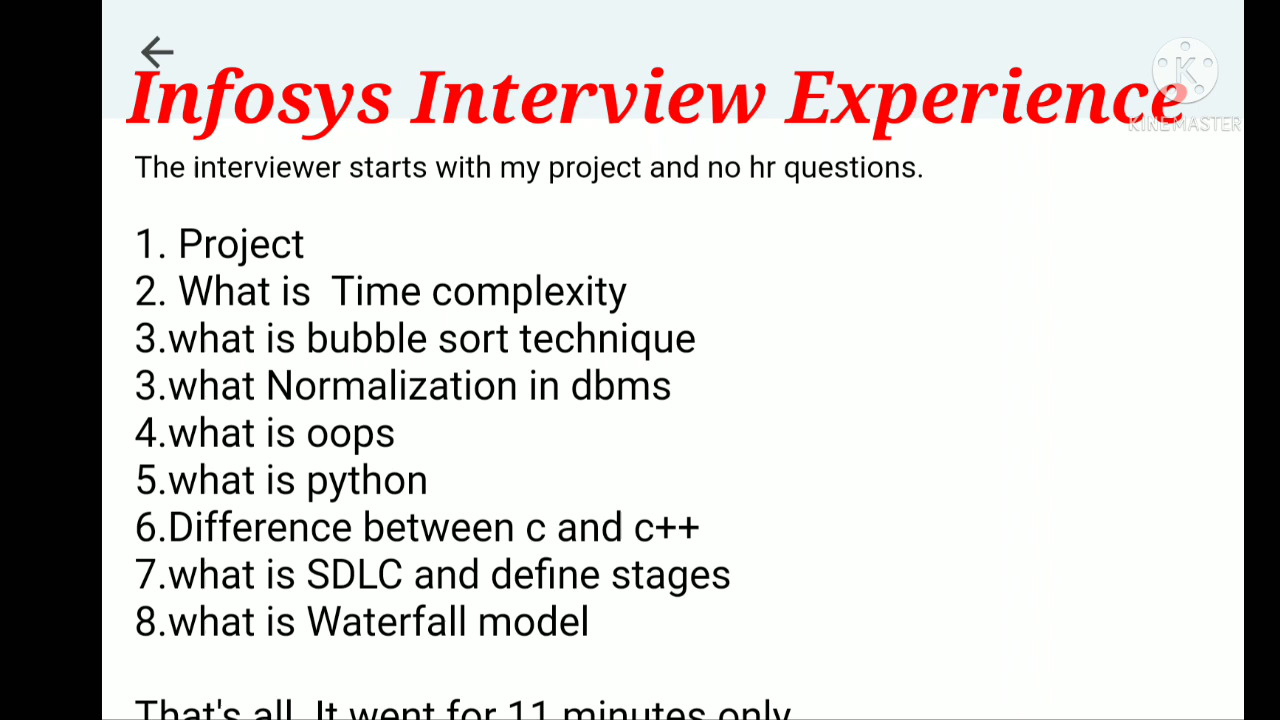 Infosys Interview Experience
K
KINEMASTER
The interviewer starts with my project and no hr questions.
1. Project
2. What is  Time complexity
3.what is bubble sort technique
3.what Normalization in dbms
4.what is oops
5.what is python
6.Difference between c and c++
7.what is SDLC and define stages
8.what is Waterfall model
That's all. It went for 11 minutes only